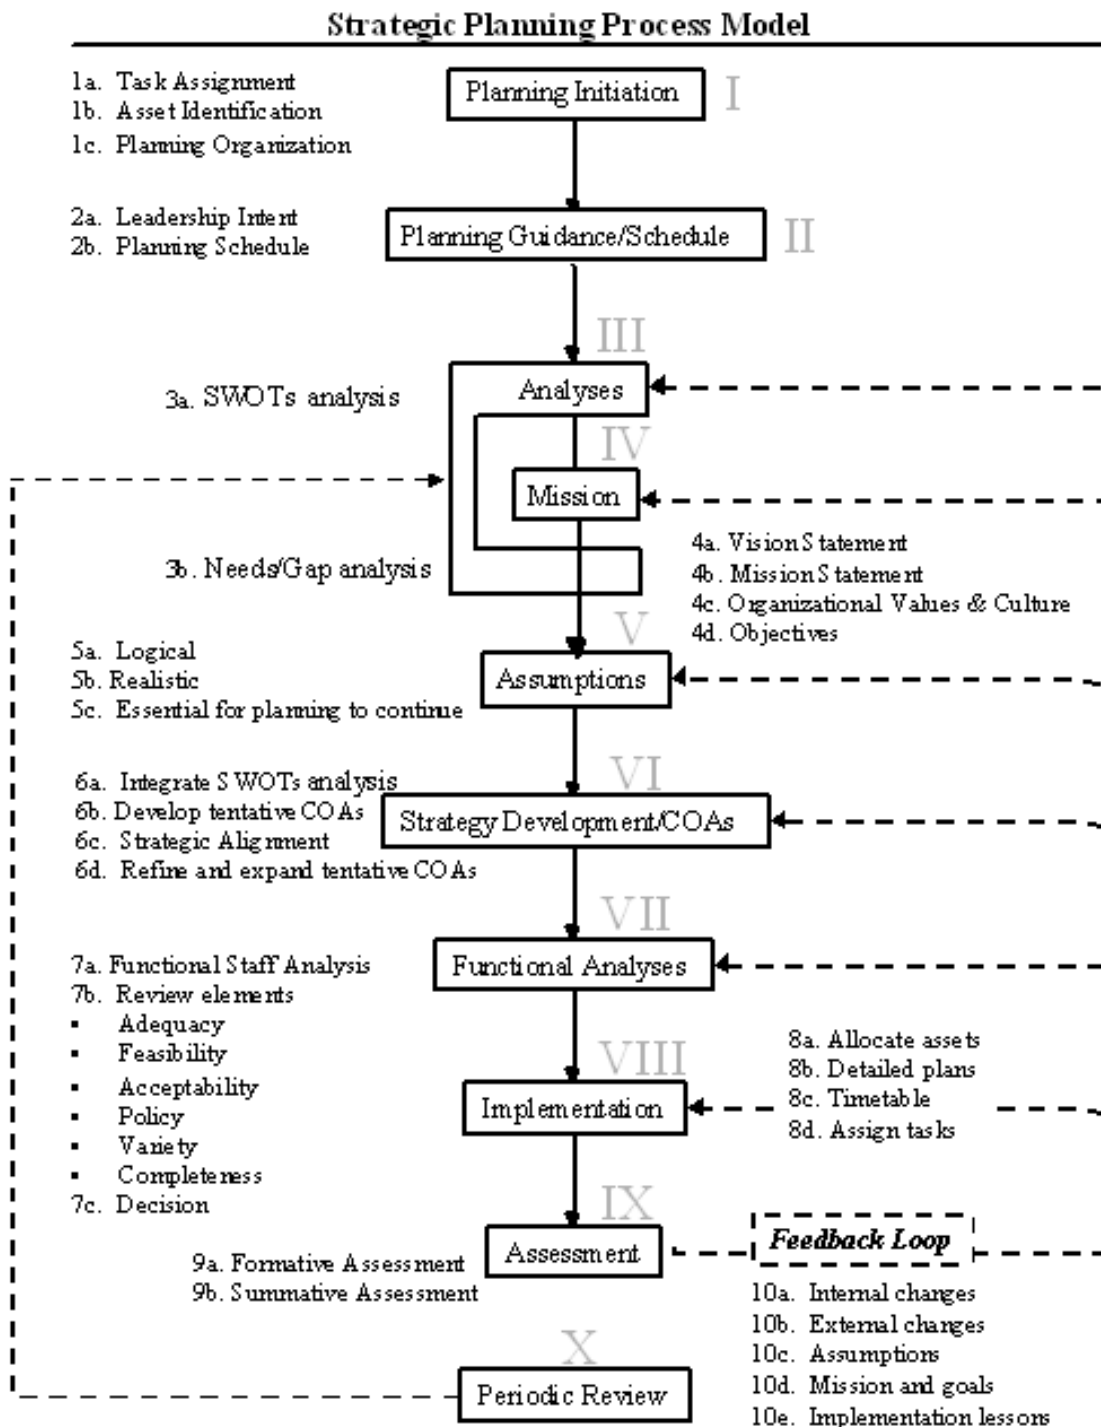 Strategic Planning Process Model
1a. Task Assignment
1b. Asset Identification
1c. Planning Organization
Planning Initiation
I
2a. Leadership Intent
2b. Planning Schedule
Planning Guidance/Schedule
II
III
3a. SWOTs analysis
Analyses
IV
Mission
3b. Needs/Gap analysis
4a. Vision Statement
4b. Mission Statement
4c. Organizational Values & Culture
4d. Objectives
V
5a. Logical
5b. Realistic
5c. Essential for planning to continue
Assumptions
VI
6a. Integrate SWOTs analysis
6b. Develop tentative COAs
6c. Strategic Alignment
6d. Refine and expand tentative COAs
Strategy Development/COAs
VII
7a. Functional Staff Analysis
7b. Review elements
▪ Adequacy
▪ Feasibility
▪ Acceptability
▪ Policy
▪ Variety
▪ Completeness
7c. Decision
Functional Analyses
VIII
Implementation
8a. Allocate assets
8b. Detailed plans
8c. Timetable
8d. Assign tasks
IX
Assessment
9a. Formative Assessment
9b. Summative Assessment
Feedback Loop
10a. Internal changes
10b. External changes
10c. Assumptions
10d. Mission and goals
10e. Implementation lessons
X
Periodic Review